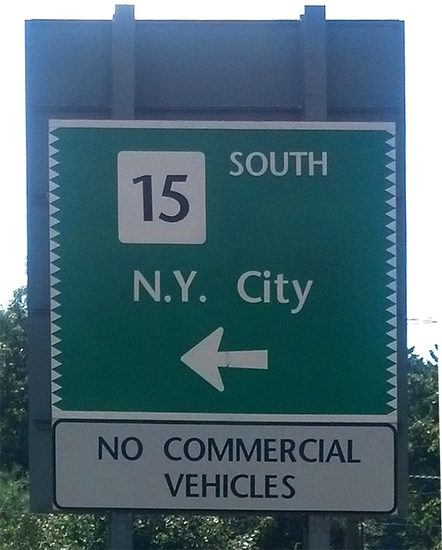 15 SOUTH
N.Y. City
NO COMMERCIAL
VEHICLES